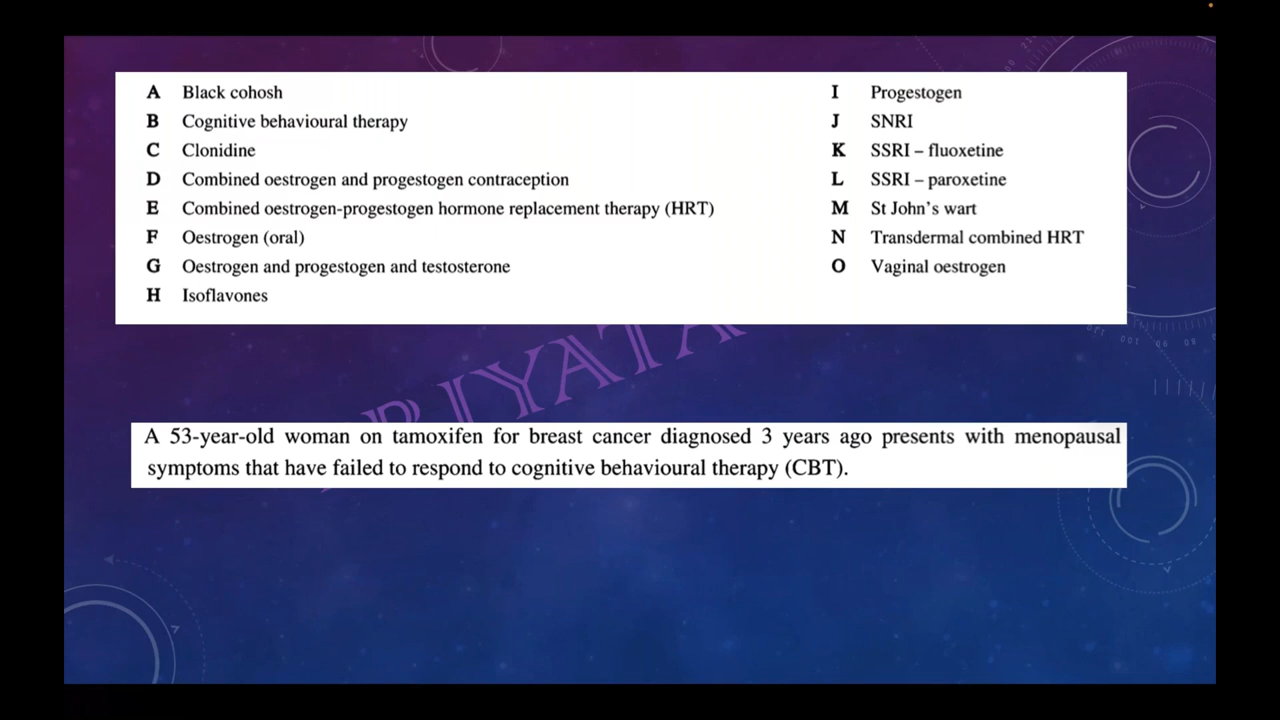 A Black cohosh
B Cognitive behavioural therapy
C Clonidine
D Combined oestrogen and progestogen contraception
E Combined oestrogen-progestogen hormone replacement therapy (HRT)
F Oestrogen (oral)
G Oestrogen and progestogen and testosterone
H Isoflavones
I Progestogen
J SNRI
K SSRI – fluoxetine
L SSRI – paroxetine
M St John's wart
N Transdermal combined HRT
O Vaginal oestrogen
A 53-year-old woman on tamoxifen for breast cancer diagnosed 3 years ago presents with menopausal
symptoms that have failed to respond to cognitive behavioural therapy (CBT).